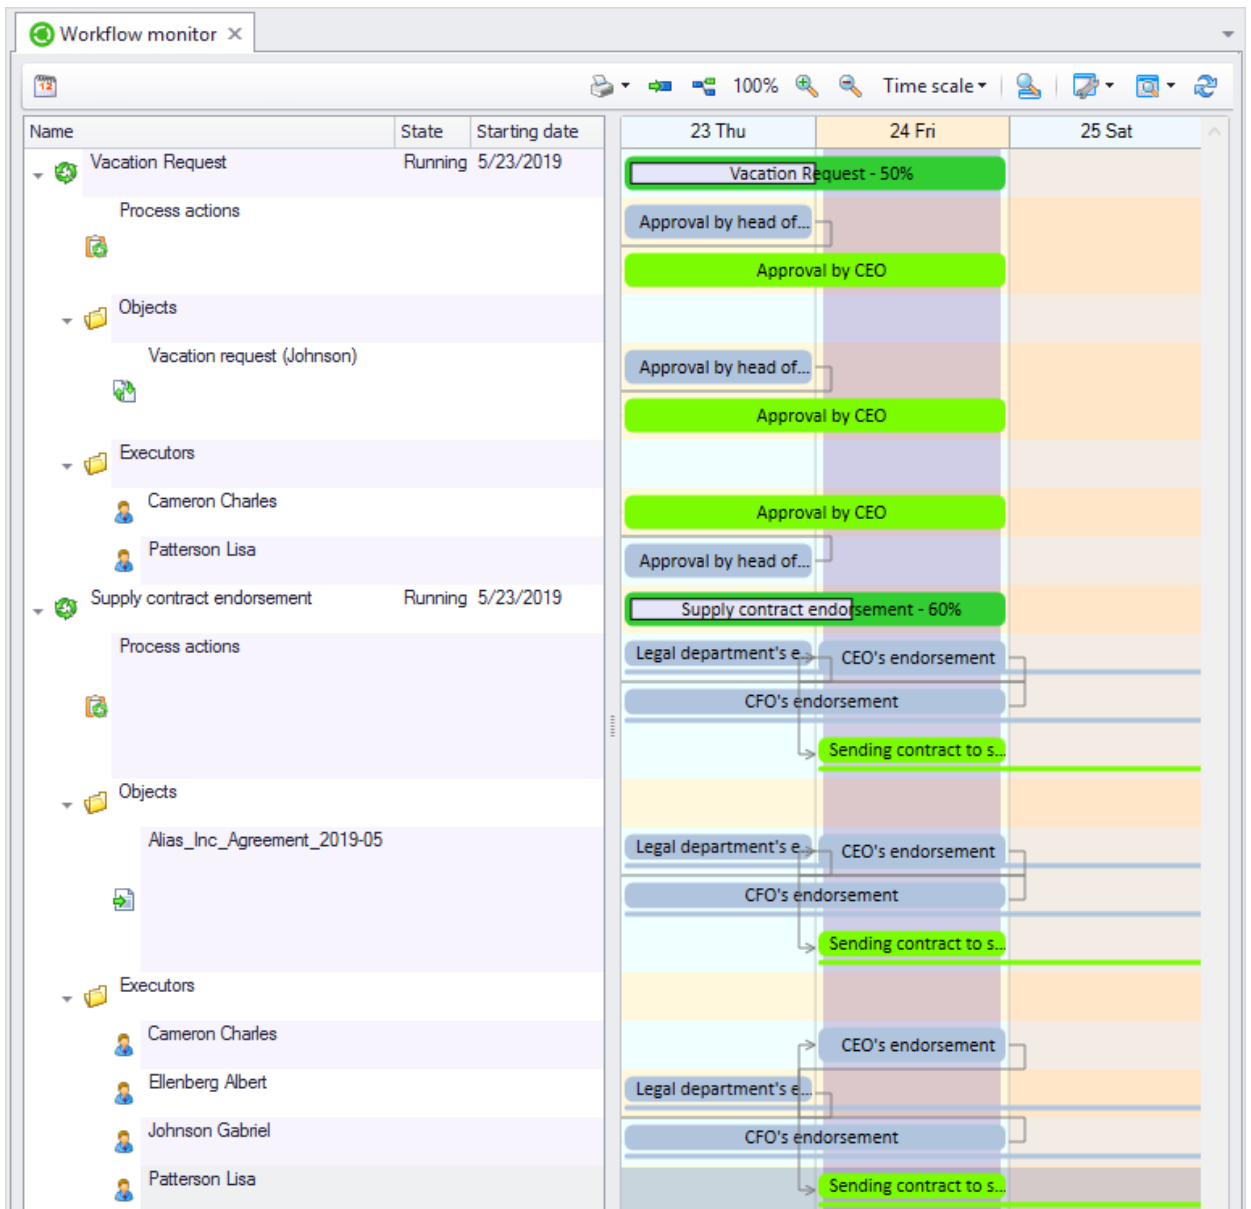 Workflow monitor
12
100%
Time scale
Name State Starting date 23 Thu 24 Fri 25 Sat
Vacation Request Running 5/23/2019 Vacation Request - 50%
Process actions Approval by head of...
Approval by CEO
Objects
Vacation request (Johnson) Approval by head of...
Approval by CEO
Executors
Cameron Charles Approval by CEO
Patterson Lisa Approval by head of...
Supply contract endorsement Running 5/23/2019 Supply contract endorsement - 60%
Process actions Legal department's e... CEO's endorsement
CFO's endorsement
Sending contract to s...
Objects
Alias_Inc_Agreement_2019-05 Legal department's e... CEO's endorsement
CFO's endorsement
Sending contract to s...
Executors
Cameron Charles CEO's endorsement
Ellenberg Albert Legal department's e...
Johnson Gabriel CFO's endorsement
Patterson Lisa Sending contract to s...